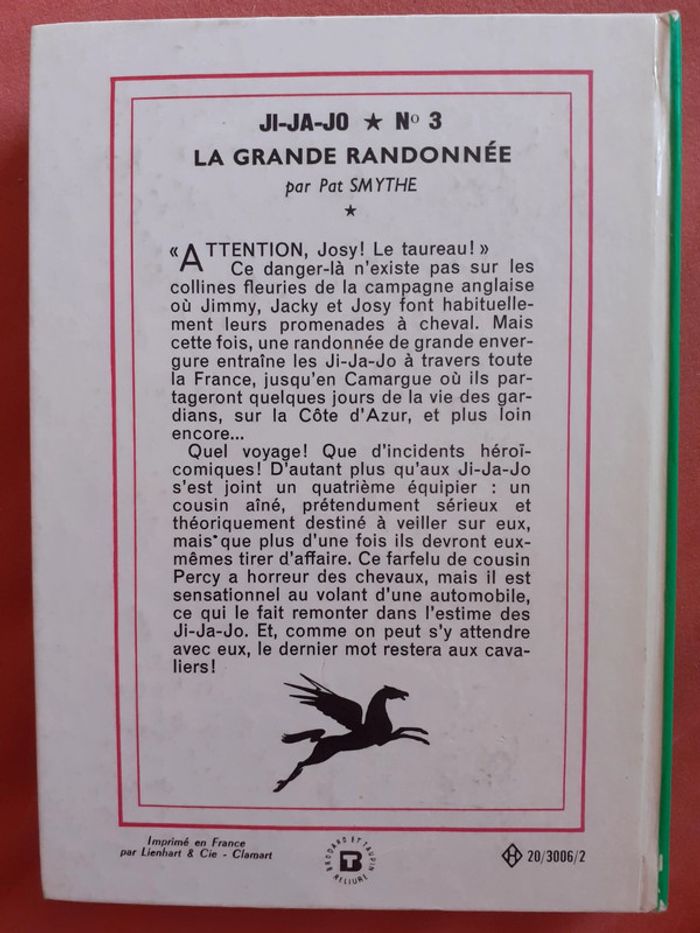 JI-JA-JO ★ Nº 3
LA GRANDE RANDONNÉE
par Pat SMYTHE
★
« ATTENTION, Josy! Le taureau! »
Ce danger-là n'existe pas sur les
collines fleuries de la campagne anglaise
où Jimmy, Jacky et Josy font habituelle-
ment leurs promenades à cheval. Mais
cette fois, une randonnée de grande enver-
gure entraîne les Ji-Ja-Jo à travers toute
la France, jusqu'en Camargue où ils par-
tageront quelques jours de la vie des gar-
dians, sur la Côte d'Azur, et plus loin
encore...
Quel voyage! Que d'incidents héroï-
comiques! D'autant plus qu'aux Ji-Ja-Jo
s'est joint un quatrième équipier : un
cousin aîné, prétendument sérieux et
théoriquement destiné à veiller sur eux,
mais que plus d'une fois ils devront eux-
mêmes tirer d'affaire. Ce farfelu de cousin
Percy a horreur des chevaux, mais il est
sensationnel au volant d'une automobile,
ce qui le fait remonter dans l'estime des
Ji-Ja-Jo. Et, comme on peut s'y attendre
avec eux, le dernier mot restera aux cava-
liers!
Imprimé en France
par Lienhart & Cie - Clamart
BRODARD ET TAUPIN
BT
RELIURE
H 20/3006/2